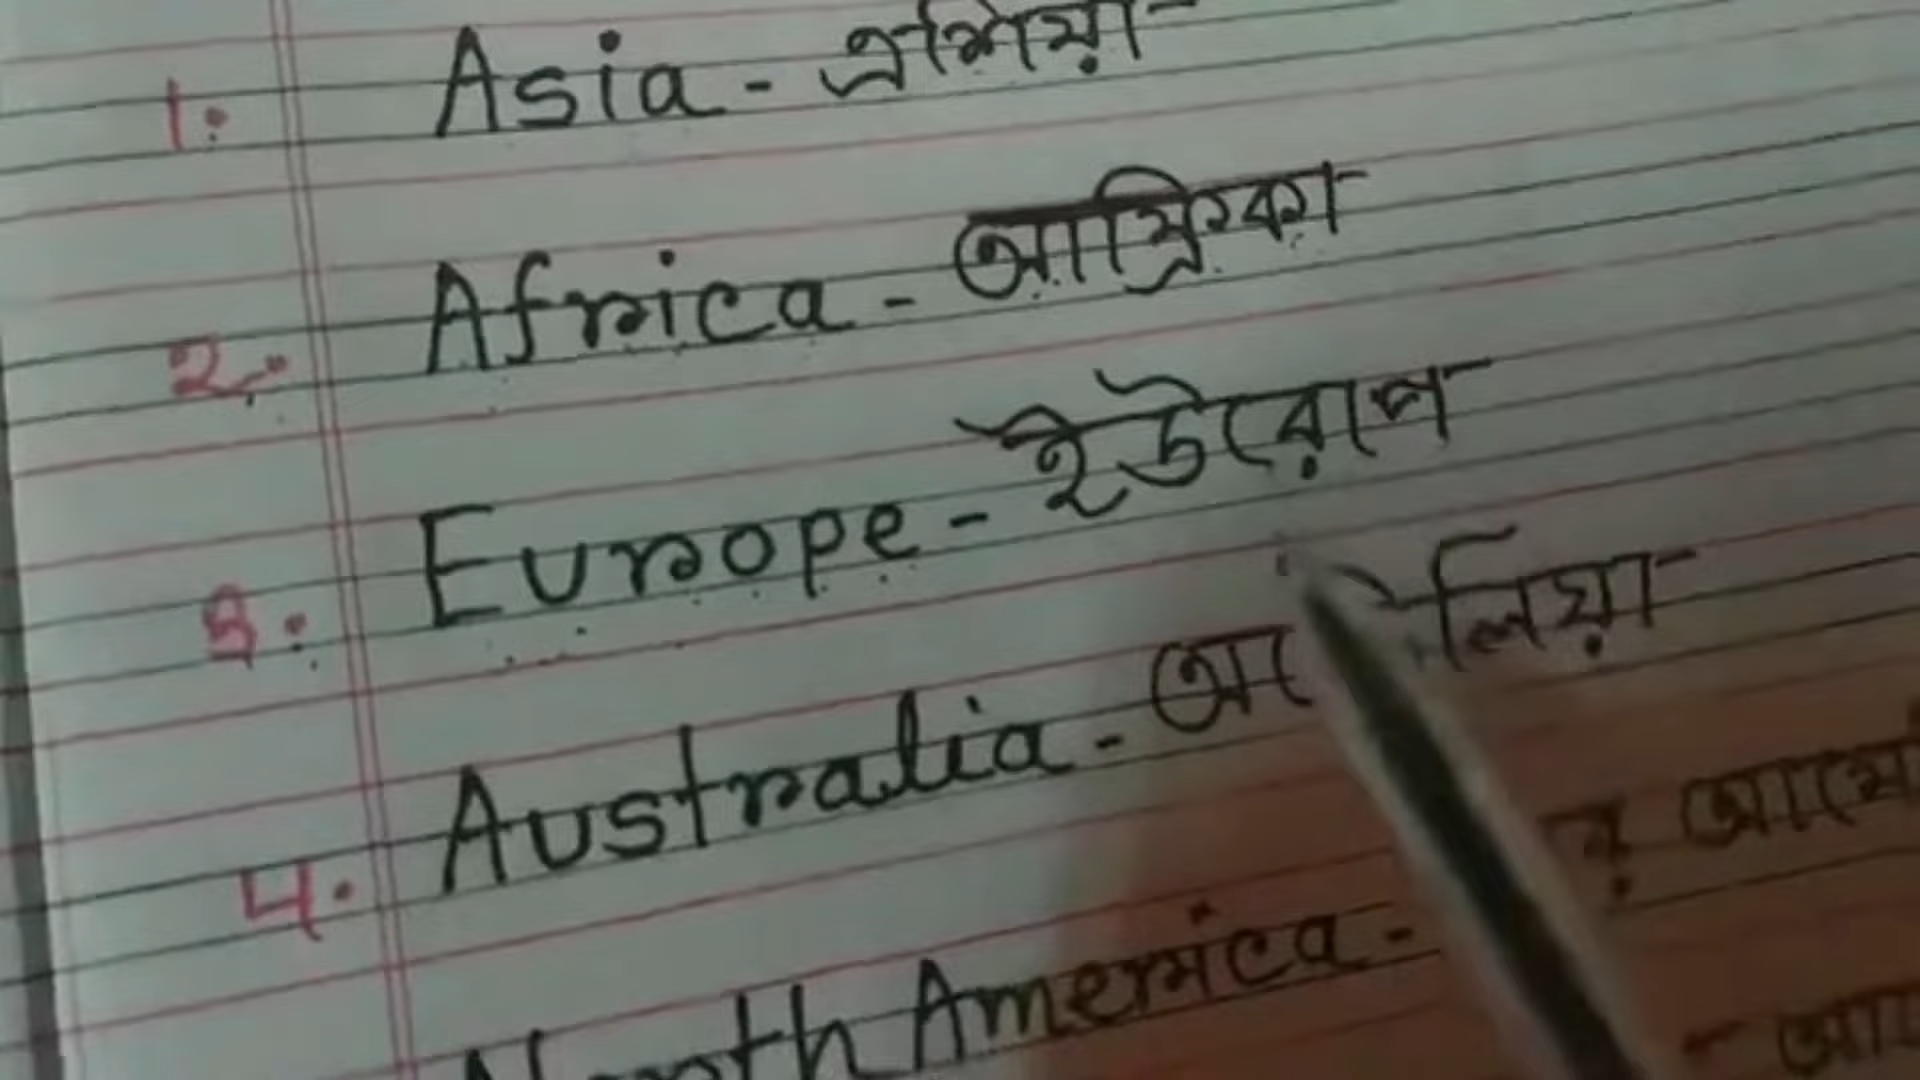 1. Asia - এশিয়া
2. Africa - আফ্রিকা
3. Europe - ইউরোপ
4. Australia -
North America -